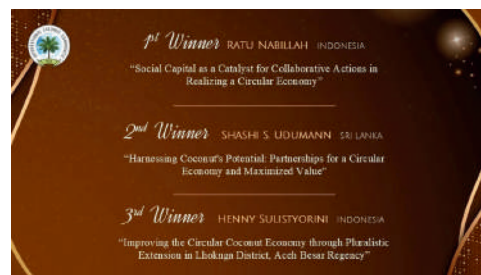 1st Winner RATU NABILLAH INDONESIA
“Social Capital as a Catalyst for Collaborative Actions in
Realizing a Circular Economy”
2nd Winner SHASHI S. UDUMANN SRI LANKA
“Harnessing Coconut's Potential: Partnerships for a Circular
Economy and Maximized Value”
3rd Winner HENNY SULISTYORINI INDONESIA
“Improving the Circular Coconut Economy through Pluralistic
Extension in Lhoknga District, Aceh Besar Regency”